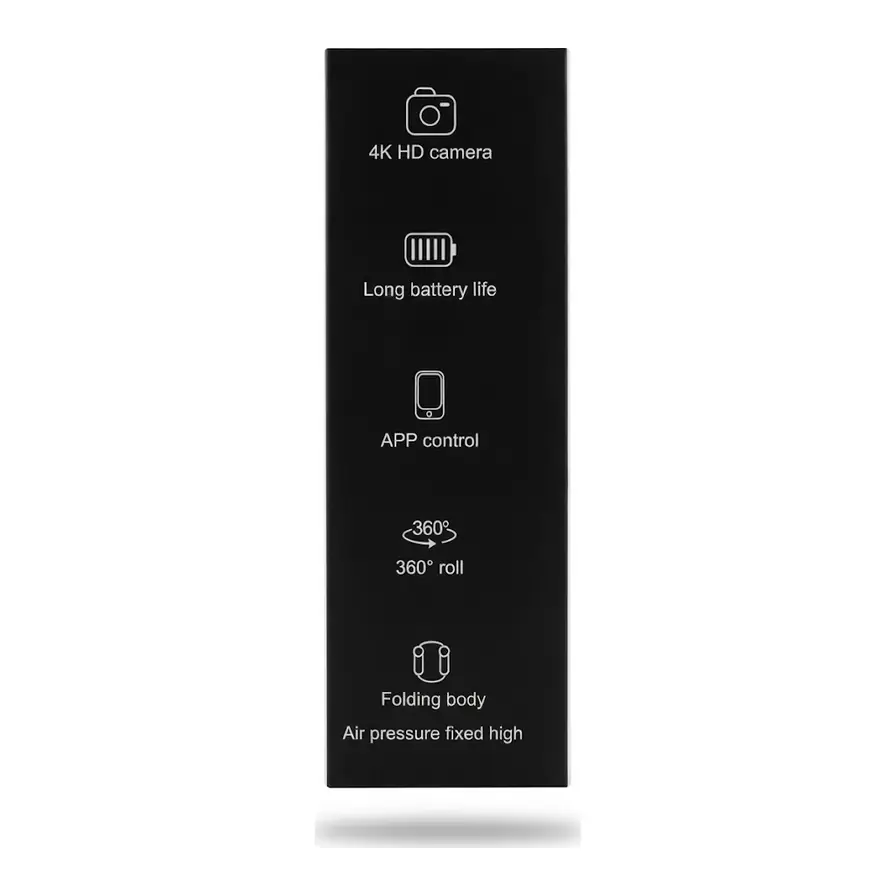 4K HD camera
Long battery life
APP control
360°
360° roll
Folding body
Air pressure fixed high